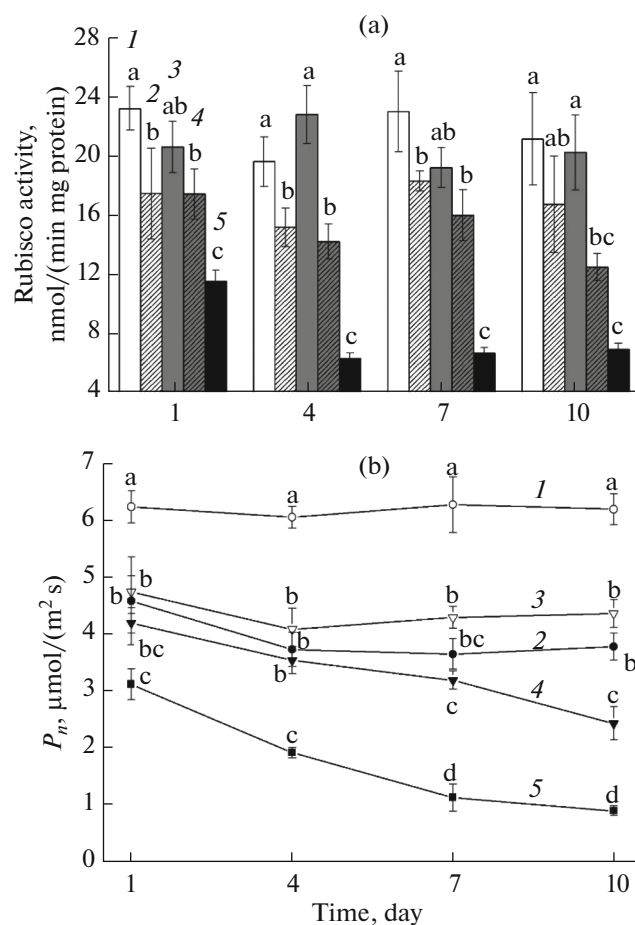 (a)
Rubisco activity,
nmol/(min mg protein)
28
24
20
16
12
8
4
1
2
3
4
5
a
b
ab
b
c
a
b
a
b
c
a
b
ab
b
c
a
ab
a
bc
c
1
4
7
10
(b)
P_n, μmol/(m² s)
7
6
5
4
3
2
1
0
a
a
a
a
1
b
b
b
b
3
b
b
bc
b
2
bc
b
c
c
4
c
c
d
d
5
1
4
7
10
Time, day